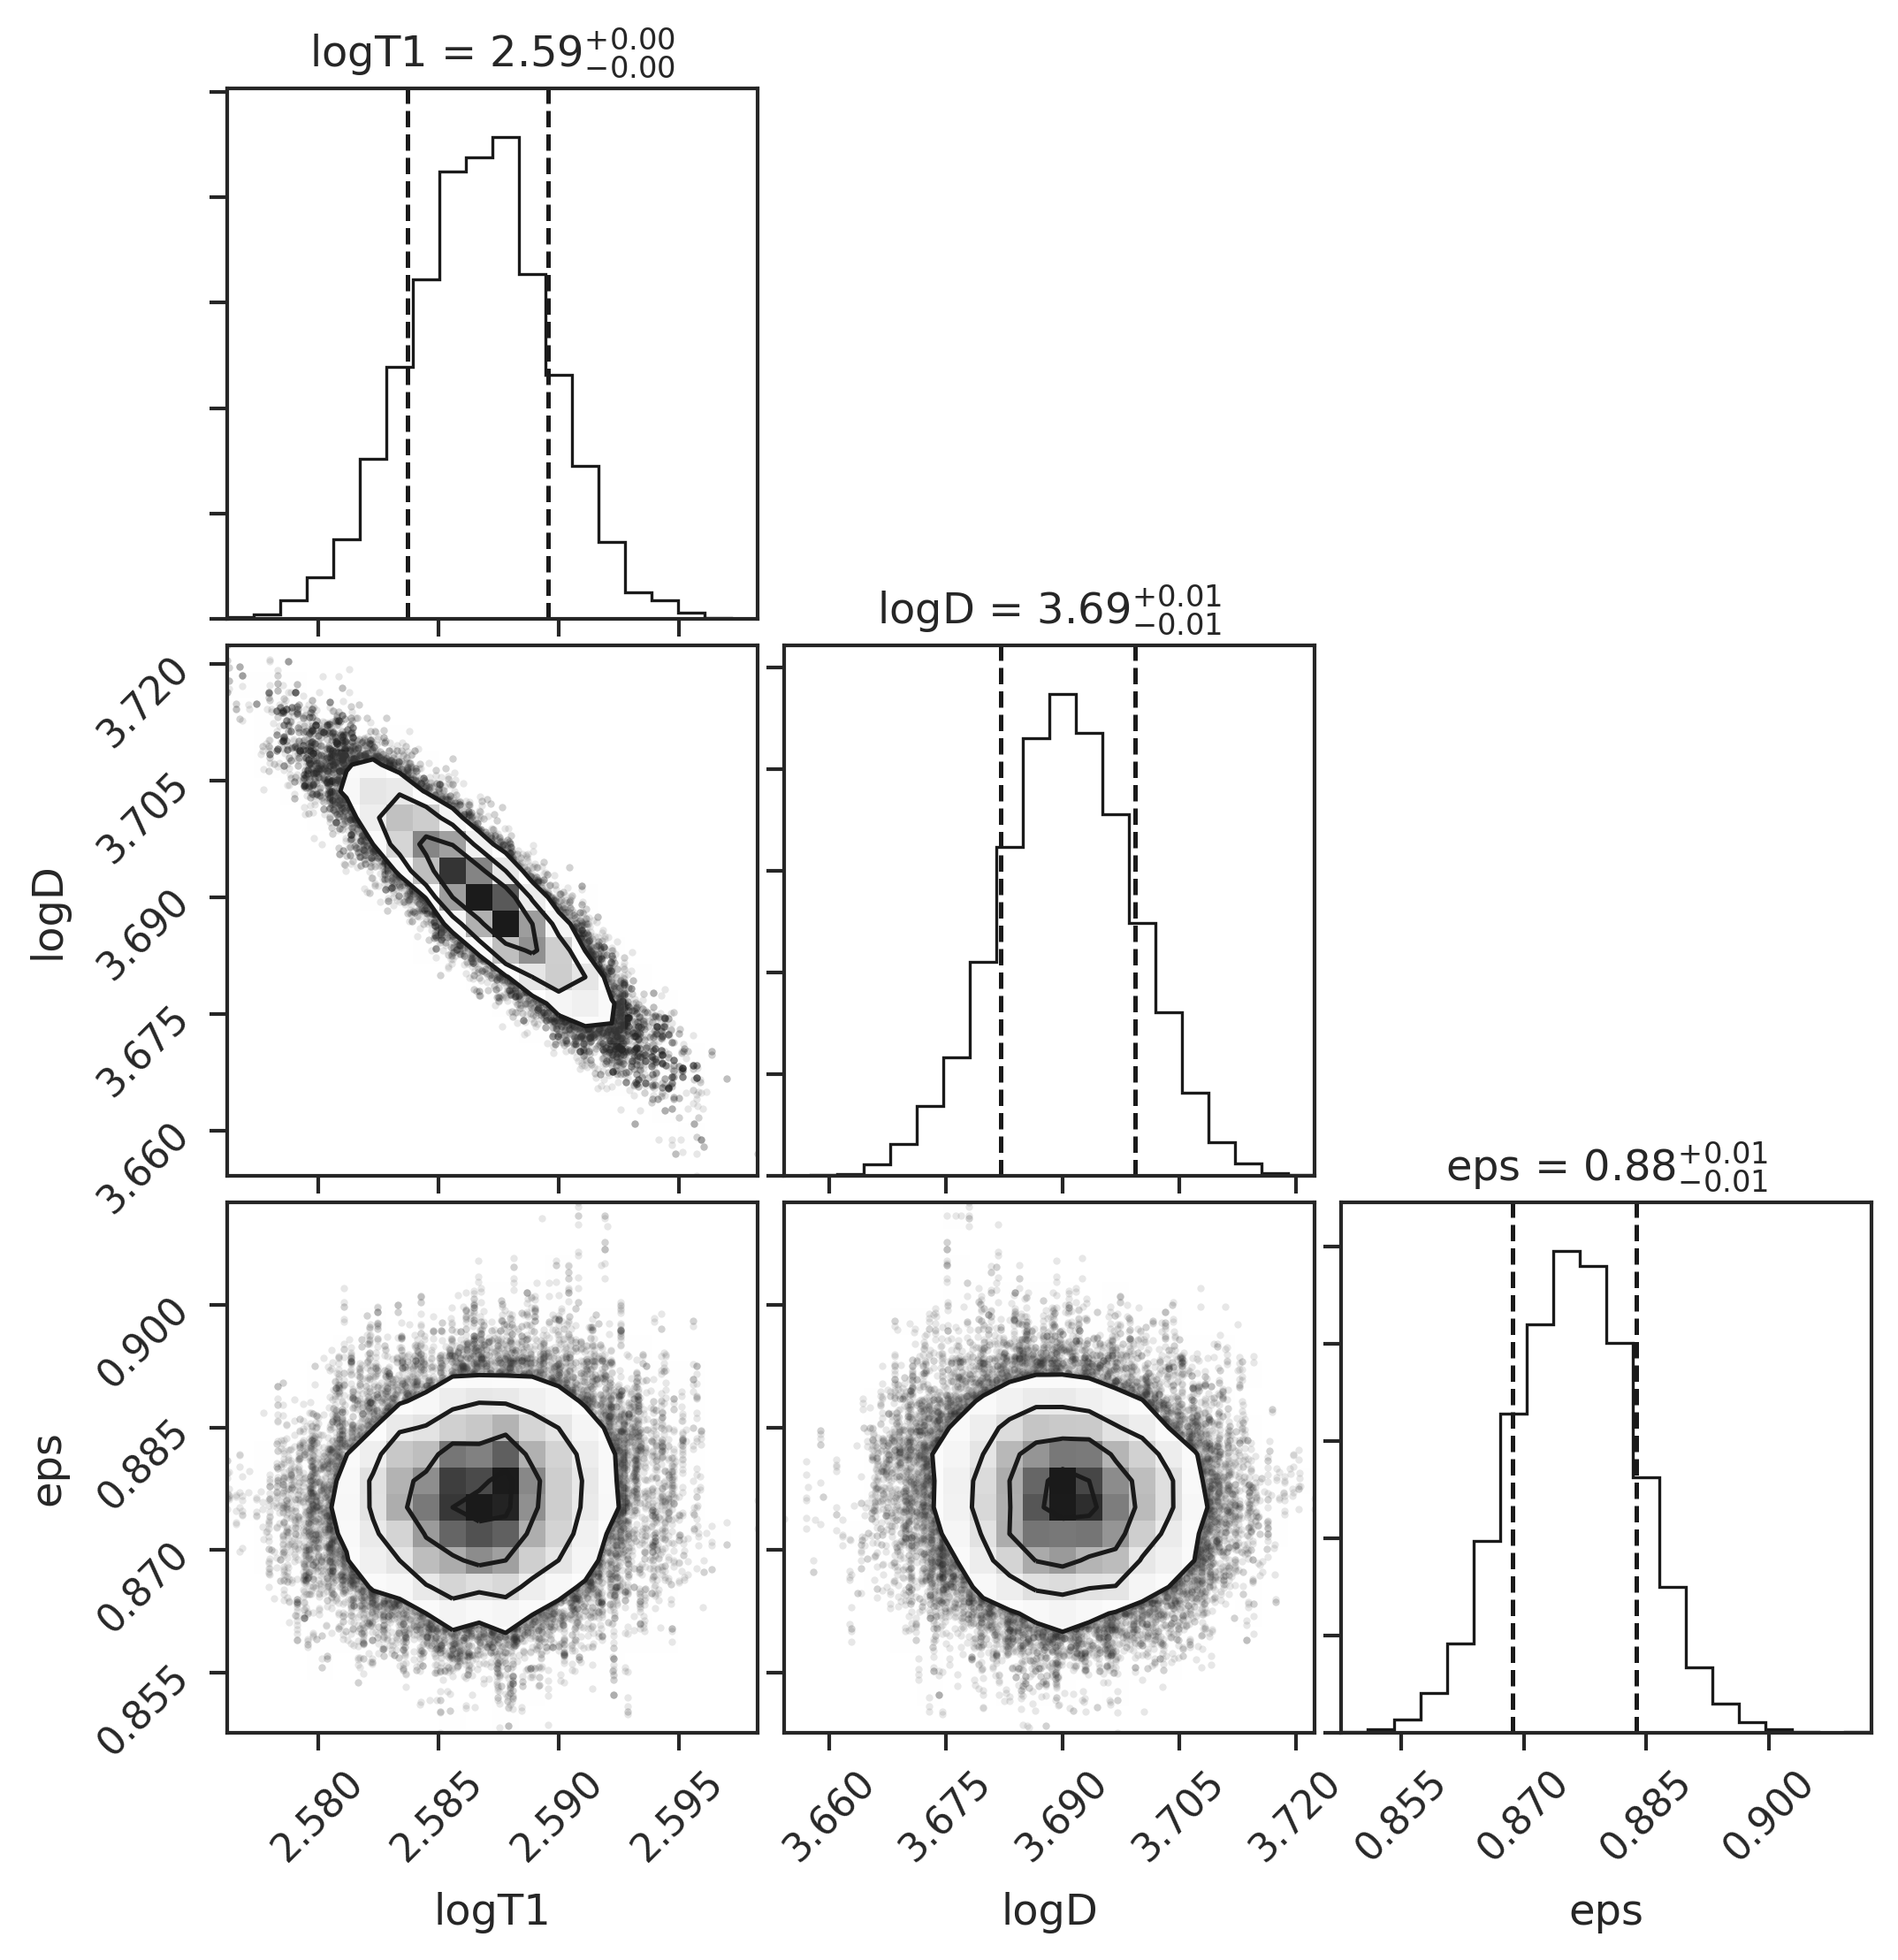 logT1 = 2.59+0.00 −0.00
logD = 3.69+0.01 −0.01
eps = 0.88+0.01 −0.01
3.720
3.705
3.690
3.675
3.660
logD
0.900
0.885
0.870
0.855
eps
2.580 2.585 2.590 2.595
3.660 3.675 3.690 3.705 3.720
0.855 0.870 0.885 0.900
logT1 logD eps